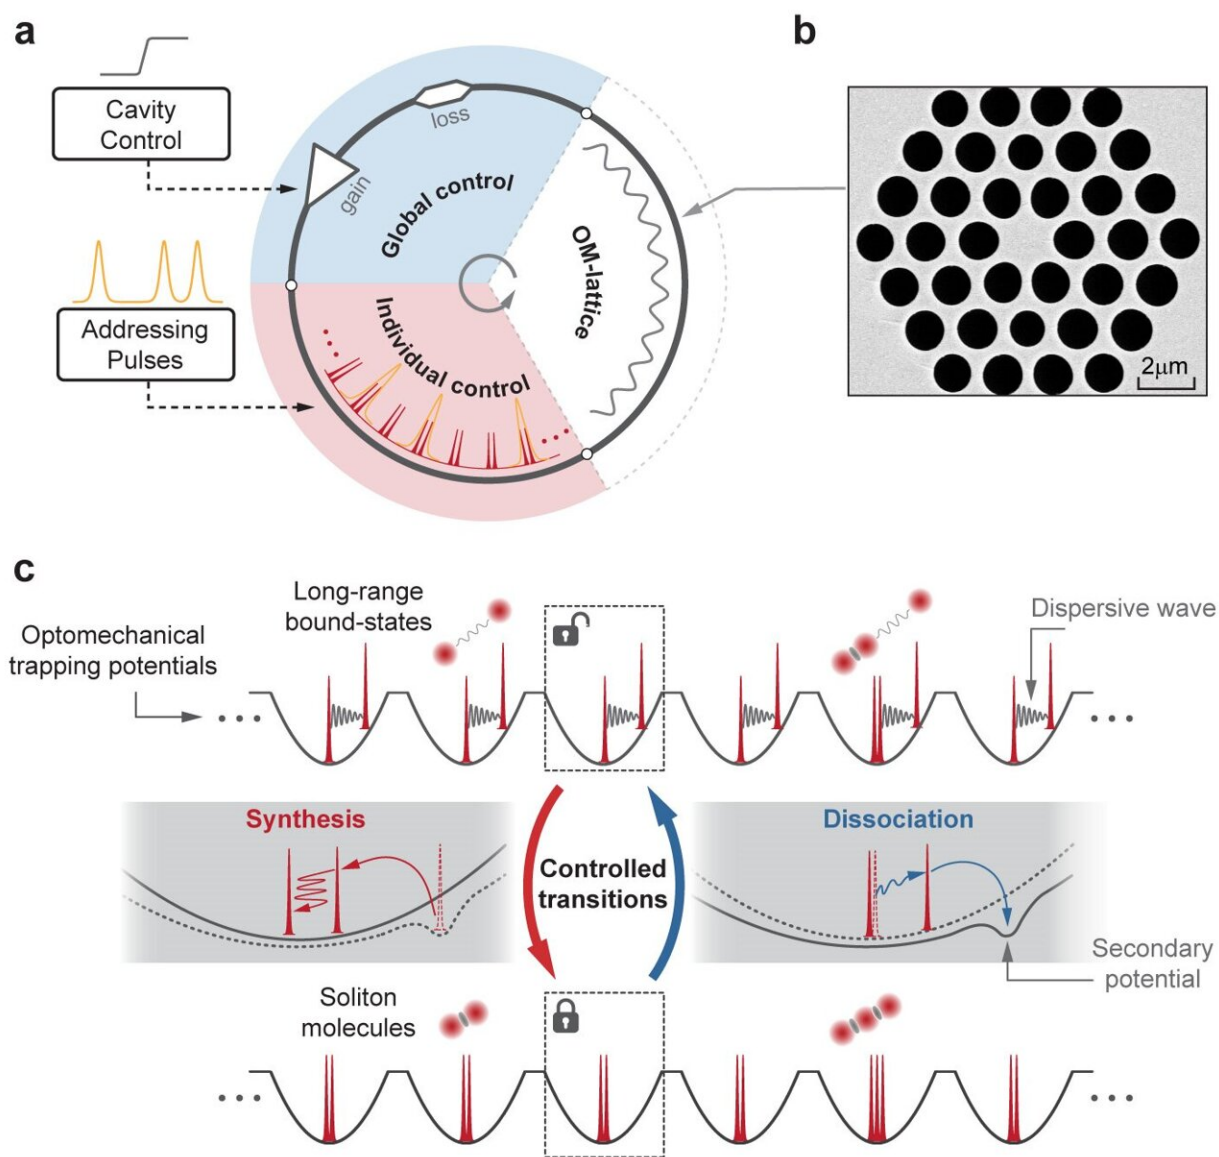 a
Cavity
Control
loss
gain
Global control
OM-lattice
Addressing
Pulses
Individual control
b
2μm
c
Long-range
bound-states
Optomechanical
trapping potentials
Dispersive wave
Synthesis
Controlled
transitions
Dissociation
Secondary
potential
Soliton
molecules